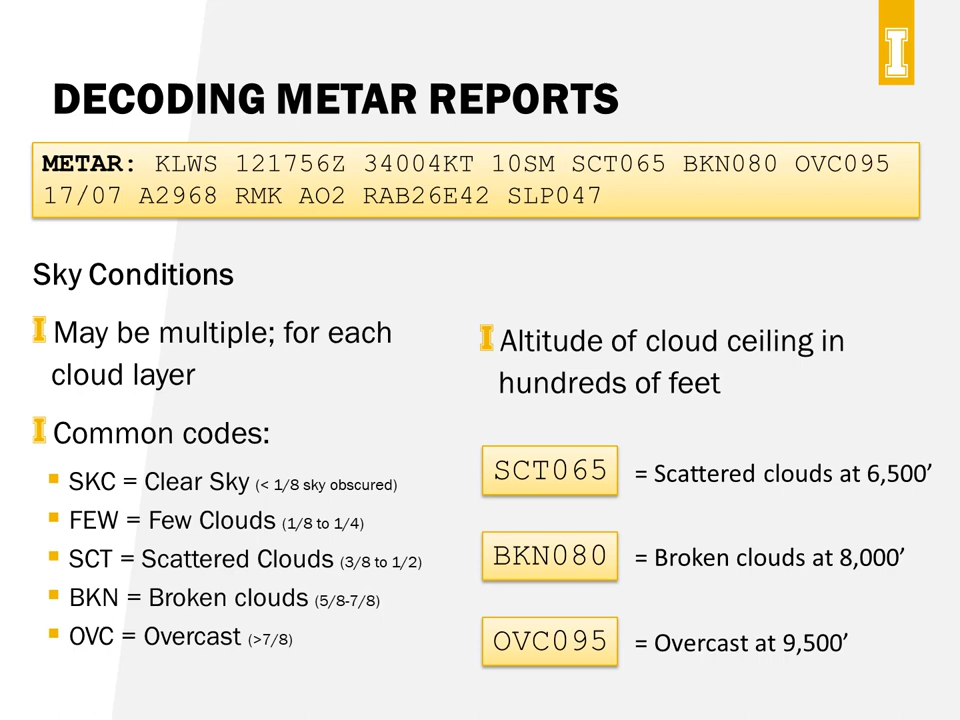 I
DECODING METAR REPORTS
METAR: KLWS 121756Z 34004KT 10SM SCT065 BKN080 OVC095
17/07 A2968 RMK AO2 RAB26E42 SLP047
Sky Conditions
May be multiple; for each
cloud layer
Common codes:
SKC = Clear Sky (< 1/8 sky obscured)
FEW = Few Clouds (1/8 to 1/4)
SCT = Scattered Clouds (3/8 to 1/2)
BKN = Broken clouds (5/8-7/8)
OVC = Overcast (>7/8)
Altitude of cloud ceiling in
hundreds of feet
SCT065 = Scattered clouds at 6,500’
BKN080 = Broken clouds at 8,000’
OVC095 = Overcast at 9,500’